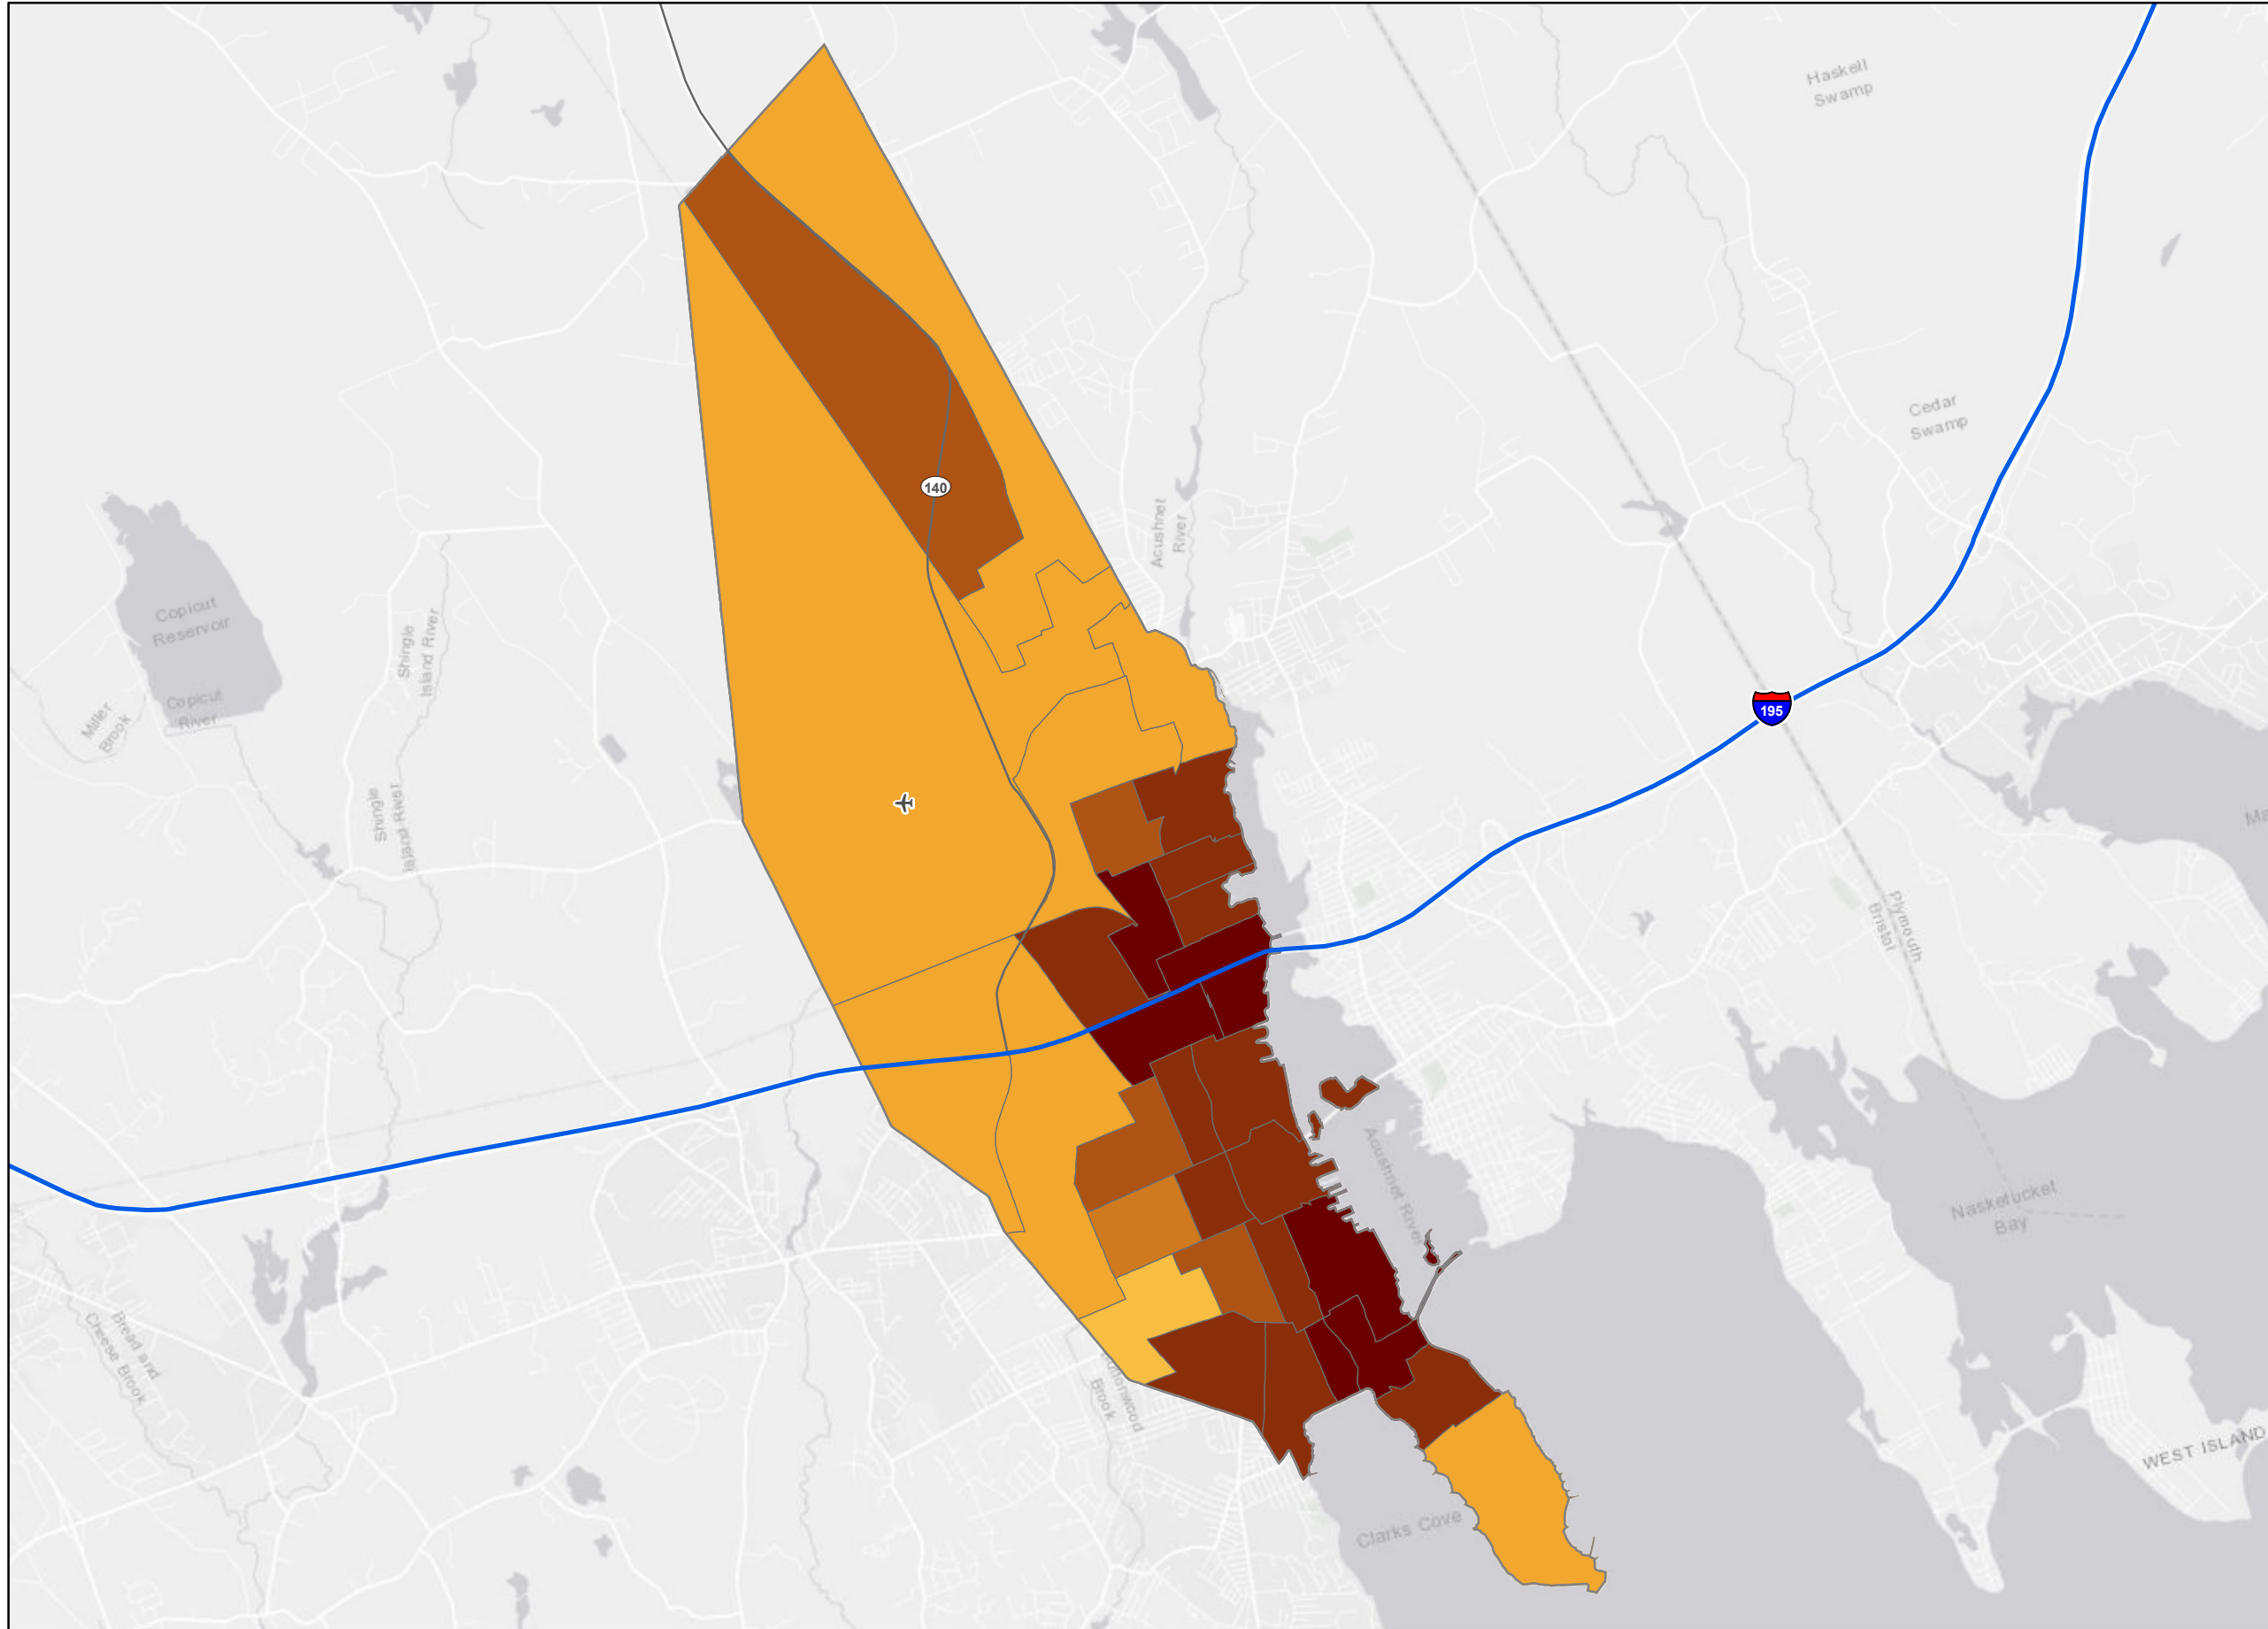 Haskell
Swamp
Cedar
Swamp
140
Acushnet
River
Copicut
Reservoir
Shingle
Island River
Copicut
River
Miller
Brook
195
Shingle
Island River
Plymouth
Bristol
Acushnet River
Nasketucket
Bay
Bread and
Cheese Brook
Brook
WEST ISLAND
Clarks Cove